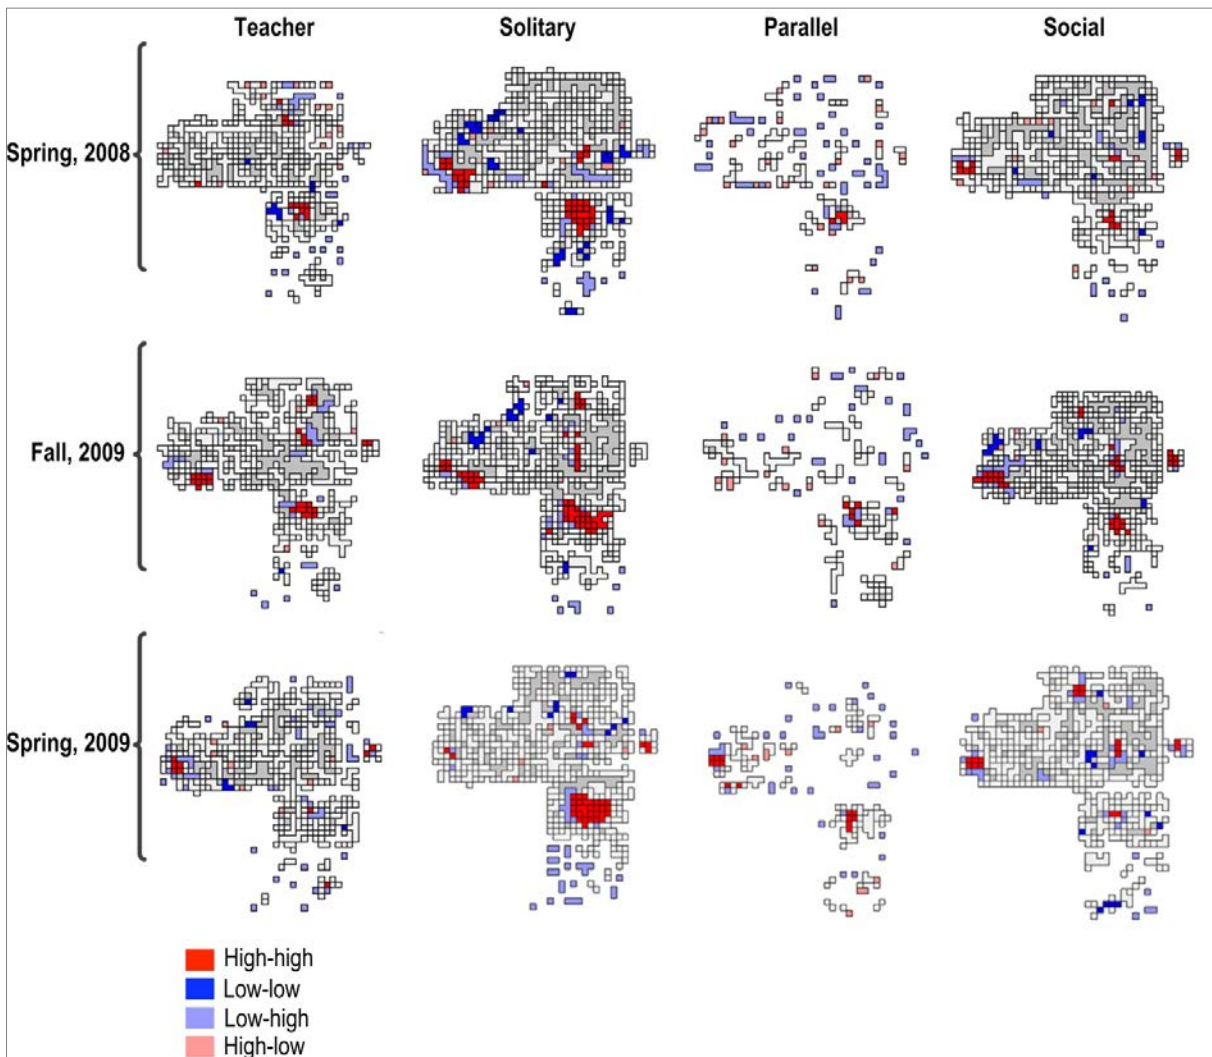 Teacher Solitary Parallel Social
Spring, 2008
Fall, 2009
Spring, 2009
High-high
Low-low
Low-high
High-low